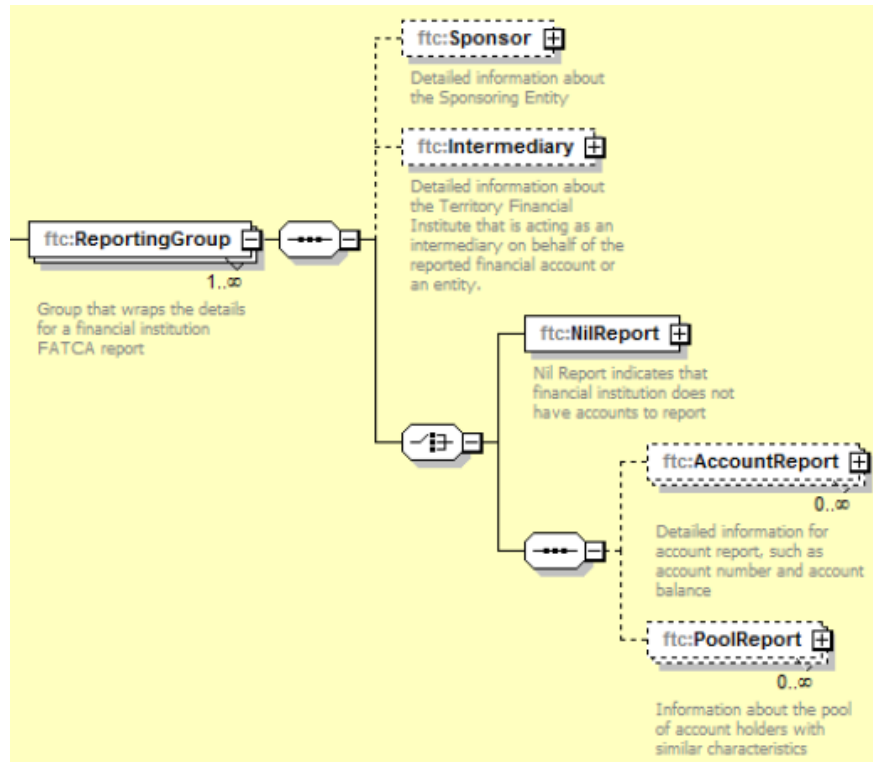 ftc:Sponsor
Detailed information about
the Sponsoring Entity
ftc:Intermediary
Detailed information about
the Territory Financial
Institute that is acting as an
intermediary on behalf of the
reported financial account or
an entity.
ftc:ReportingGroup
1..∞
Group that wraps the details
for a financial institution
FATCA report
ftc:NilReport
Nil Report indicates that
financial institution does not
have accounts to report
ftc:AccountReport
0..∞
Detailed information for
account report, such as
account number and account
balance
ftc:PoolReport
0..∞
Information about the pool
of account holders with
similar characteristics